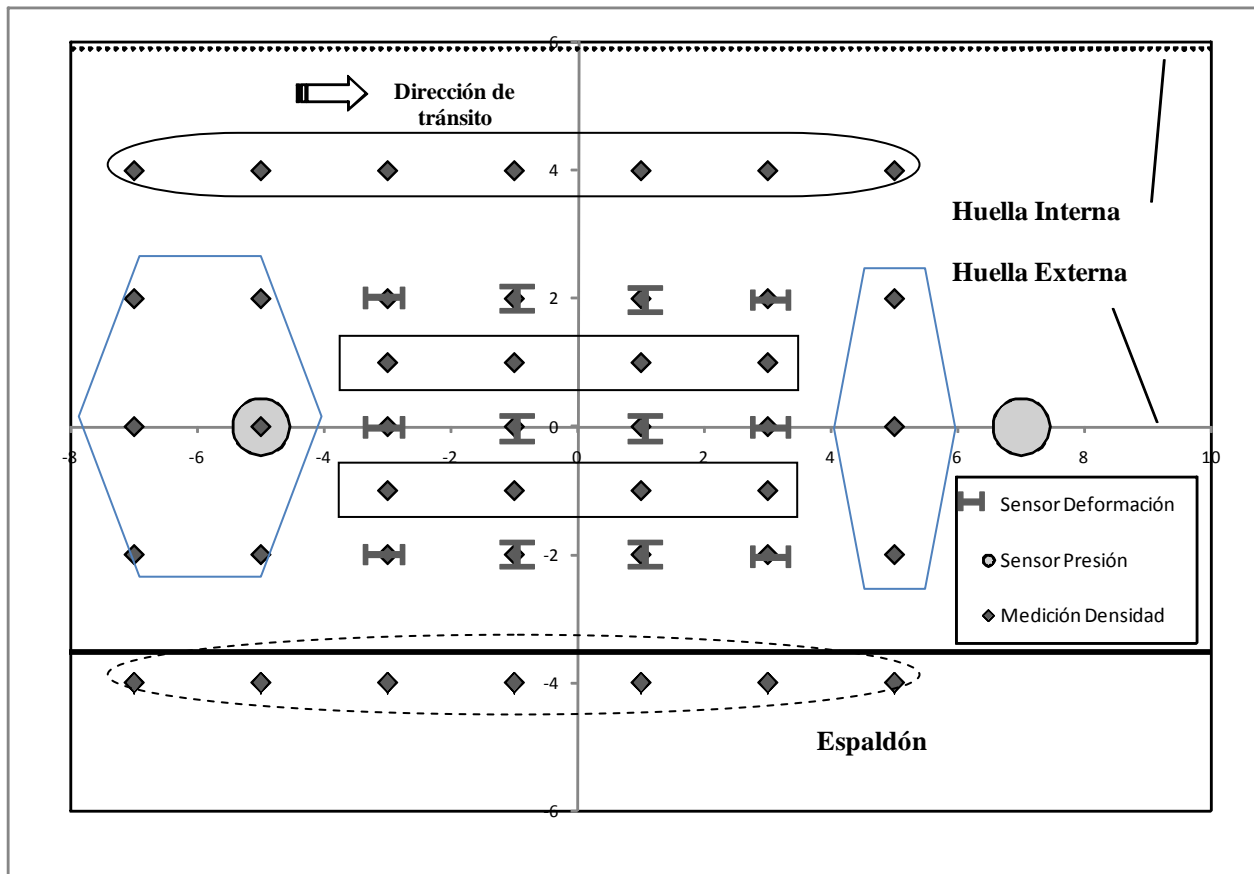 6
Dirección de
tránsito
4
Huella Interna
Huella Externa
2
0
-8
-6
-4
-2
0
2
4
6
8
10
Sensor Deformación
Sensor Presión
Medición Densidad
-2
-4
Espaldón
-6